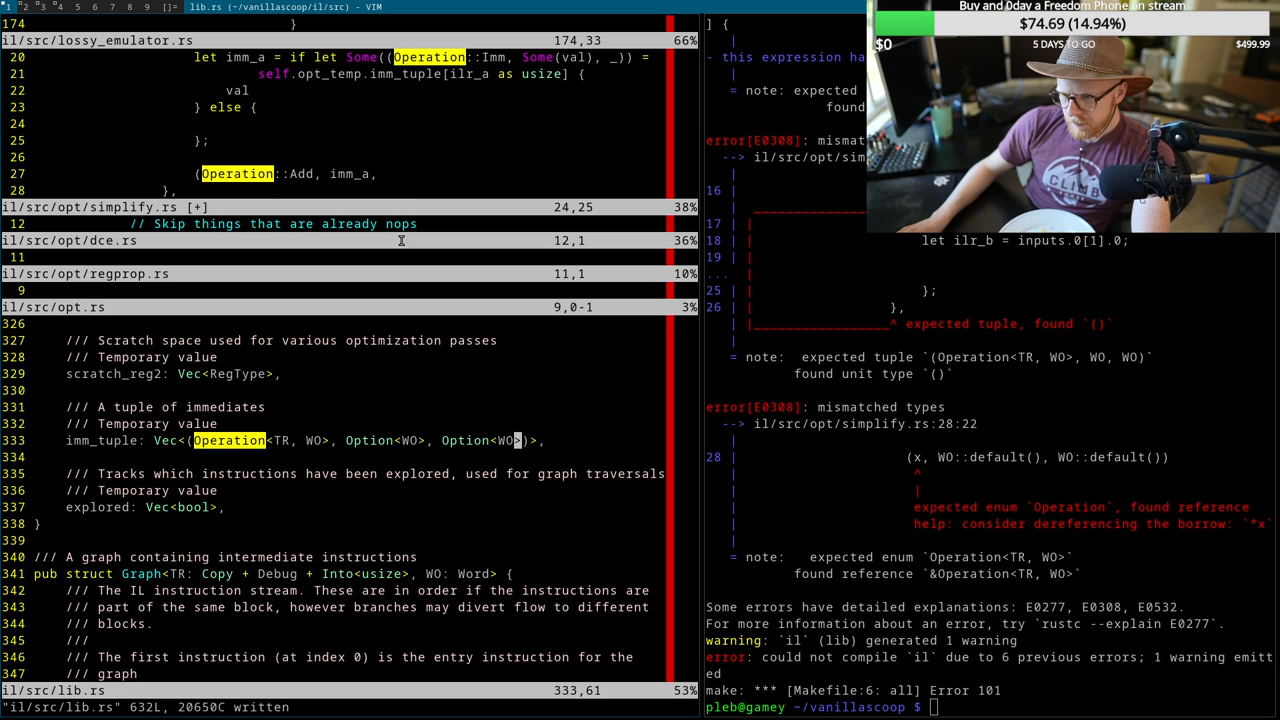 1 2 3 4 5 6 7 8 9 []= lib.rs (~/vanillascoop/il/src) - VIM
174 }
il/src/lossy_emulator.rs 174,33 66%
20 let imm_a = if let Some((Operation::Imm, Some(val), _)) =
21 self.opt_temp.imm_tuple[ilr_a as usize] {
22 val
23 } else {
24
25 };
26
27 (Operation::Add, imm_a,
28 },
il/src/opt/simplify.rs [+] 24,25 38%
12 // Skip things that are already nops
il/src/opt/dce.rs 12,1 36%
11
il/src/opt/regprop.rs 11,1 10%
9
il/src/opt.rs 9,0-1 3%
326
327 /// Scratch space used for various optimization passes
328 /// Temporary value
329 scratch_reg2: Vec<RegType>,
330
331 /// A tuple of immediates
332 /// Temporary value
333 imm_tuple: Vec<(Operation<TR, WO>, Option<WO>, Option<WO>)>,
334
335 /// Tracks which instructions have been explored, used for graph traversals
336 /// Temporary value
337 explored: Vec<bool>,
338 }
339
340 /// A graph containing intermediate instructions
341 pub struct Graph<TR: Copy + Debug + Into<usize>, WO: Word> {
342 /// The IL instruction stream. These are in order if the instructions are
343 /// part of the same block, however branches may divert flow to different
344 /// blocks.
345 ///
346 /// The first instruction (at index 0) is the entry instruction for the
347 /// graph
il/src/lib.rs 333,61 53%
"il/src/lib.rs" 632L, 20650C written
] {
|
- this expression ha
|
= note: expected
found
error[E0308]: mismat
--> il/src/opt/sim
|
16 |
| ________________
17 | |
18 | | let ilr_b = inputs.0[1].0;
19 | |
... |
25 | | };
26 | | },
| |_________________^ expected tuple, found `()`
|
= note: expected tuple `(Operation<TR, WO>, WO, WO)`
found unit type `()`
error[E0308]: mismatched types
--> il/src/opt/simplify.rs:28:22
|
28 | (x, WO::default(), WO::default())
| ^
| |
| expected enum `Operation`, found reference
| help: consider dereferencing the borrow: `*x`
|
= note: expected enum `Operation<TR, WO>`
found reference `&Operation<TR, WO>`
Some errors have detailed explanations: E0277, E0308, E0532.
For more information about an error, try `rustc --explain E0277`.
warning: `il` (lib) generated 1 warning
error: could not compile `il` due to 6 previous errors; 1 warning emitt
ed
make: *** [Makefile:6: all] Error 101
pleb@gamey ~/vanillascoop $
Buy and 0day a Freedom Phone on stream
$74.69 (14.94%)
$0 5 DAYS TO GO $499.99
CLIMB